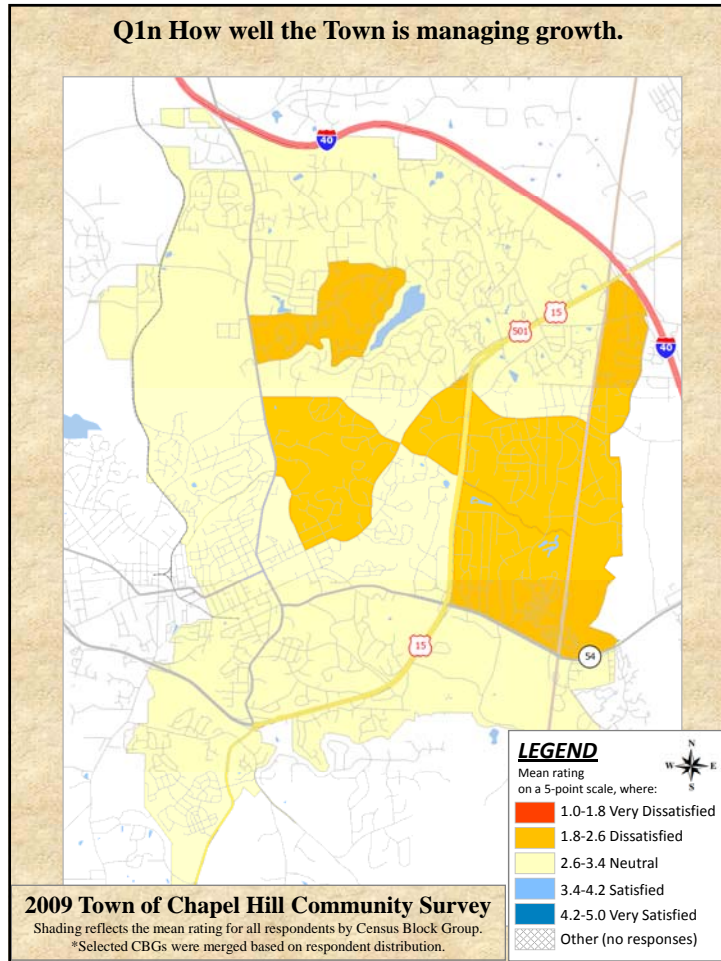 Q1n How well the Town is managing growth.
40
15
501
40
15
54
LEGEND
N
W E
S
Mean rating
on a 5-point scale, where:
1.0-1.8 Very Dissatisfied
1.8-2.6 Dissatisfied
2.6-3.4 Neutral
3.4-4.2 Satisfied
4.2-5.0 Very Satisfied
Other (no responses)
2009 Town of Chapel Hill Community Survey
Shading reflects the mean rating for all respondents by Census Block Group.
*Selected CBGs were merged based on respondent distribution.